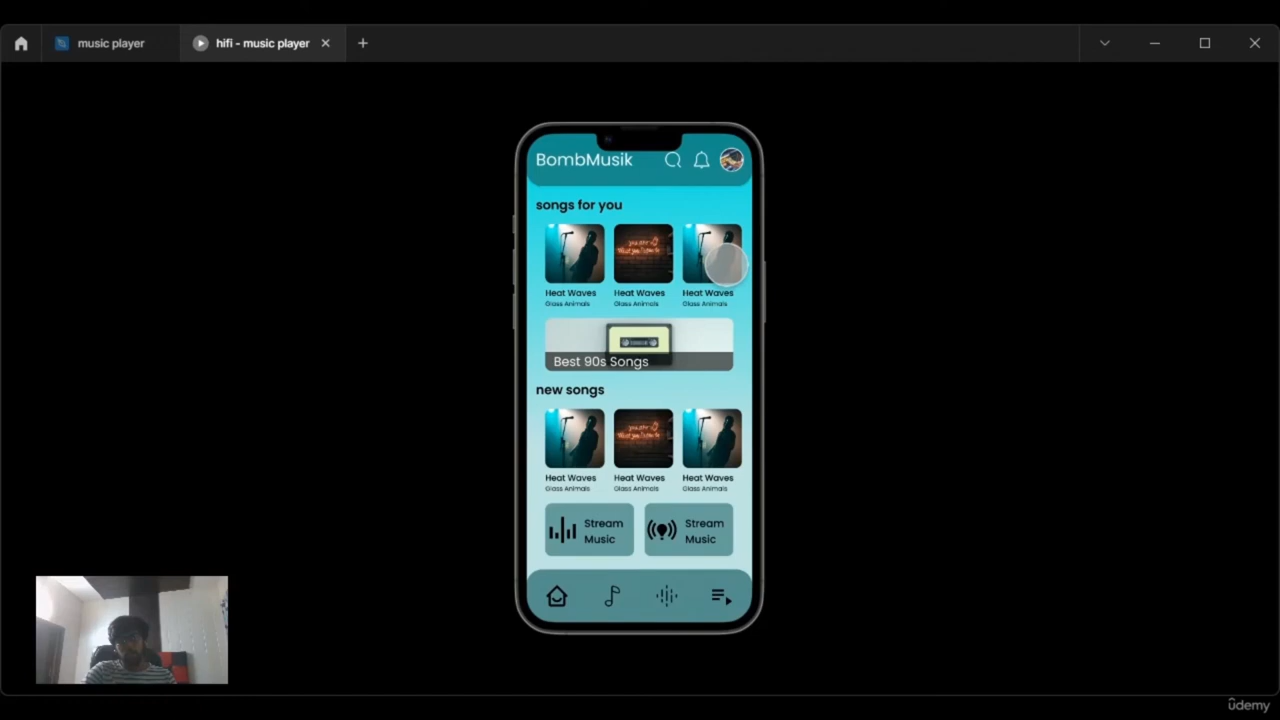 music player
hifi - music player
BombMusik
songs for you
Heat Waves
Glass Animals
Heat Waves
Glass Animals
Heat Waves
Glass Animals
Best 90s Songs
new songs
Heat Waves
Glass Animals
Heat Waves
Glass Animals
Heat Waves
Glass Animals
Stream
Music
Stream
Music
ûdemy